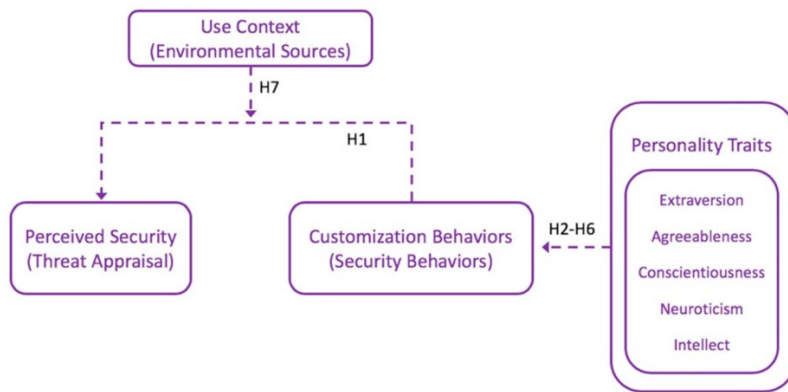 Use Context
(Environmental Sources)
H7
H1
Perceived Security
(Threat Appraisal)
Customization Behaviors
(Security Behaviors)
H2-H6
Personality Traits
Extraversion
Agreeableness
Conscientiousness
Neuroticism
Intellect